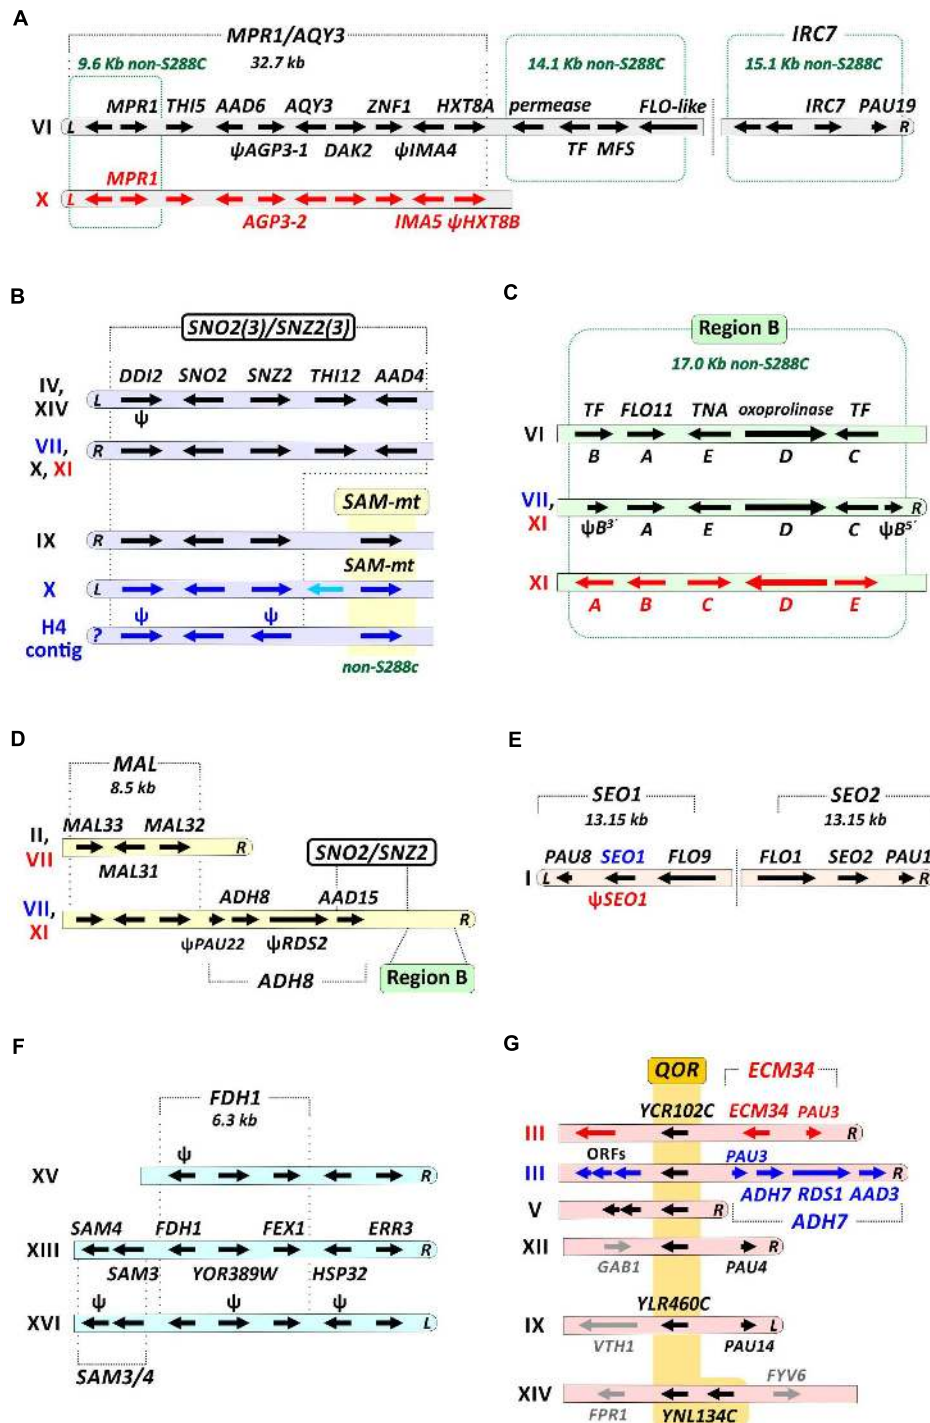 A
MPR1/AQY3
32.7 kb
IRC7
9.6 Kb non-S288C
14.1 Kb non-S288C
15.1 Kb non-S288C
MPR1 THI5 AAD6 AQY3 ZNF1 HXT8A permease FLO-like IRC7 PAU19
VI L R
ψAGP3-1 DAK2 ψIMA4 TF MFS
MPR1
X L
AGP3-2 IMA5 ψHXT8B
B
SNO2(3)/SNZ2(3)
DDI2 SNO2 SNZ2 THI12 AAD4
IV,
XIV
L
ψ
VII,
X, XI
R
SAM-mt
IX R
SAM-mt
X L
ψ ψ
H4
contig
?
non-S288c
C
Region B
17.0 Kb non-S288C
TF FLO11 TNA oxoprolinase TF
VI
B A E D C
VII,
XI
R
ψB3´ A E D C ψB5´
XI
A B C D E
D
MAL
8.5 kb
MAL33 MAL32
II,
VII
R
MAL31
SNO2/SNZ2
ADH8 AAD15
VII,
XI
R
ψPAU22 ψRDS2
ADH8
Region B
E
SEO1 SEO2
13.15 kb 13.15 kb
PAU8 SEO1 FLO9 FLO1 SEO2 PAU1
I L R
ψSEO1
F
FDH1
6.3 kb
ψ
XV R
SAM4 FDH1 FEX1 ERR3
XIII R
SAM3 YOR389W HSP32
ψ ψ ψ
XVI L
SAM3/4
G
QOR ECM34
YCR102C ECM34 PAU3
III R
ORFs PAU3
III R
ADH7 RDS1 AAD3
V R
ADH7
XII R
GAB1 PAU4
YLR460C
IX L
VTH1 PAU14
FYV6
XIV
FPR1 YNL134C